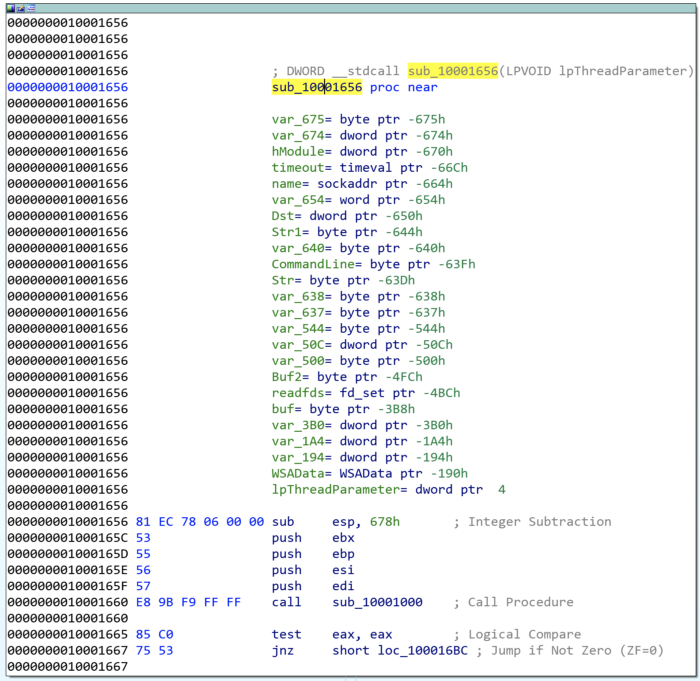 0000000010001656
0000000010001656
0000000010001656
0000000010001656 ; DWORD __stdcall sub_10001656(LPVOID lpThreadParameter)
0000000010001656 sub_10001656 proc near
0000000010001656
0000000010001656 var_675= byte ptr -675h
0000000010001656 var_674= dword ptr -674h
0000000010001656 hModule= dword ptr -670h
0000000010001656 timeout= timeval ptr -66Ch
0000000010001656 name= sockaddr ptr -664h
0000000010001656 var_654= word ptr -654h
0000000010001656 Dst= dword ptr -650h
0000000010001656 Str1= byte ptr -644h
0000000010001656 var_640= byte ptr -640h
0000000010001656 CommandLine= byte ptr -63Fh
0000000010001656 Str= byte ptr -63Dh
0000000010001656 var_638= byte ptr -638h
0000000010001656 var_637= byte ptr -637h
0000000010001656 var_544= byte ptr -544h
0000000010001656 var_50C= dword ptr -50Ch
0000000010001656 var_500= byte ptr -500h
0000000010001656 Buf2= byte ptr -4FCh
0000000010001656 readfds= fd_set ptr -4BCh
0000000010001656 buf= byte ptr -3B8h
0000000010001656 var_3B0= dword ptr -3B0h
0000000010001656 var_1A4= dword ptr -1A4h
0000000010001656 var_194= dword ptr -194h
0000000010001656 WSAData= WSAData ptr -190h
0000000010001656 lpThreadParameter= dword ptr 4
0000000010001656
0000000010001656 81 EC 78 06 00 00 sub esp, 678h ; Integer Subtraction
000000001000165C 53 push ebx
000000001000165D 55 push ebp
000000001000165E 56 push esi
000000001000165F 57 push edi
0000000010001660 E8 9B F9 FF FF call sub_10001000 ; Call Procedure
0000000010001660
0000000010001665 85 C0 test eax, eax ; Logical Compare
0000000010001667 75 53 jnz short loc_100016BC ; Jump if Not Zero (ZF=0)
0000000010001667